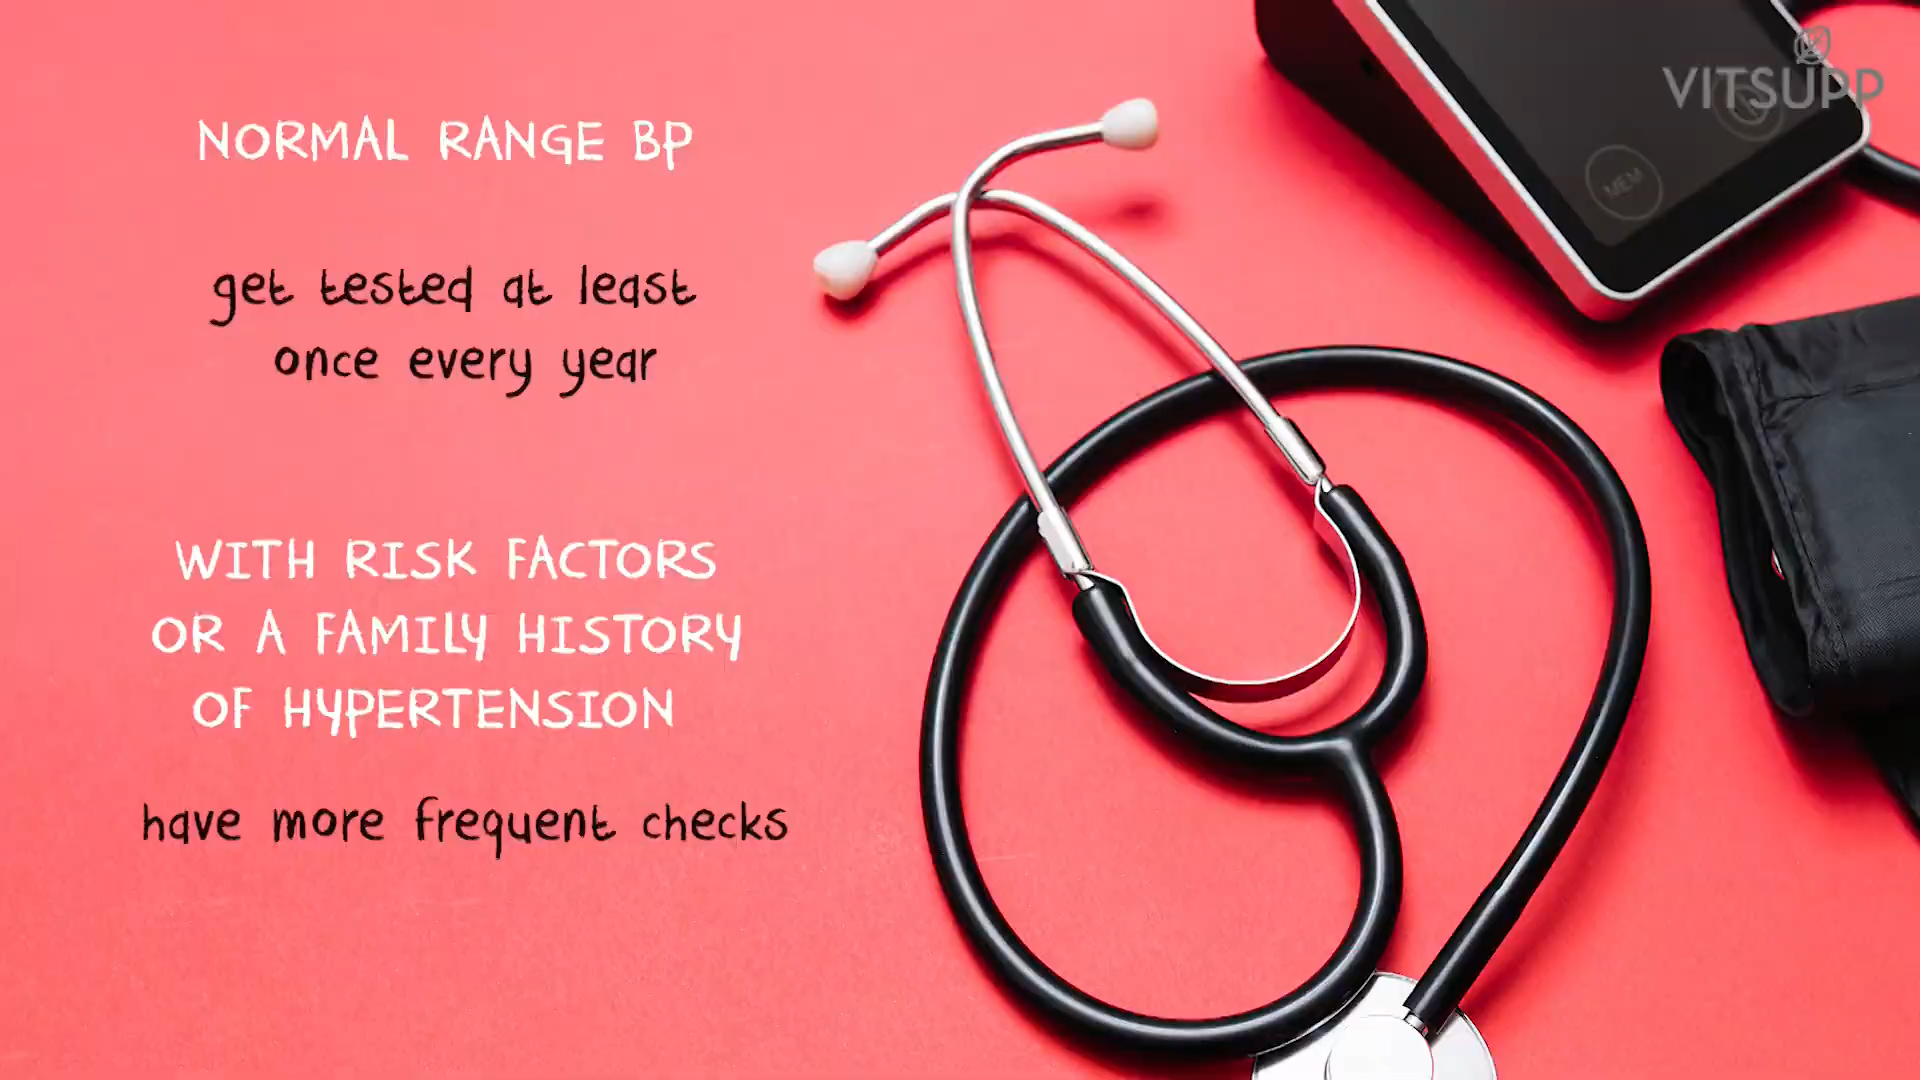 VITSUPP
NORMAL RANGE BP
get tested at least
once every year
WITH RISK FACTORS
OR A FAMILY HISTORY
OF HYPERTENSION
have more frequent checks
MEM